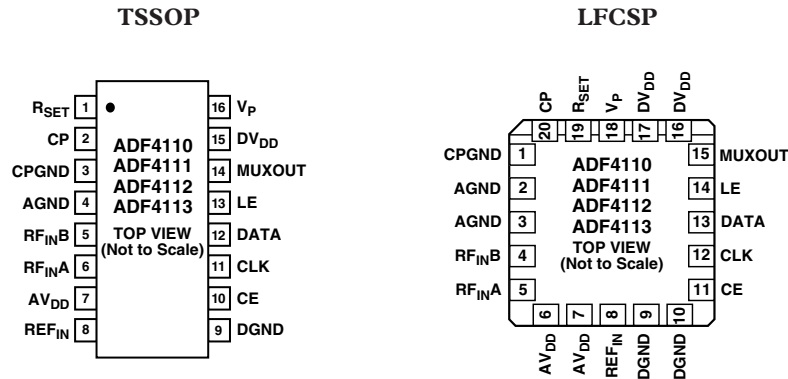 TSSOP
RSET 1
CP 2
CPGND 3
AGND 4
RFINB 5
RFINA 6
AVDD 7
REFIN 8
ADF4110
ADF4111
ADF4112
ADF4113
TOP VIEW
(Not to Scale)
16 VP
15 DVDD
14 MUXOUT
13 LE
12 DATA
11 CLK
10 CE
9 DGND
LFCSP
CP
RSET
VP
DVDD
DVDD
20
19
18
17
16
CPGND 1
AGND 2
AGND 3
RFINB 4
RFINA 5
ADF4110
ADF4111
ADF4112
ADF4113
TOP VIEW
(Not to Scale)
15 MUXOUT
14 LE
13 DATA
12 CLK
11 CE
6
7
8
9
10
AVDD
AVDD
REFIN
DGND
DGND